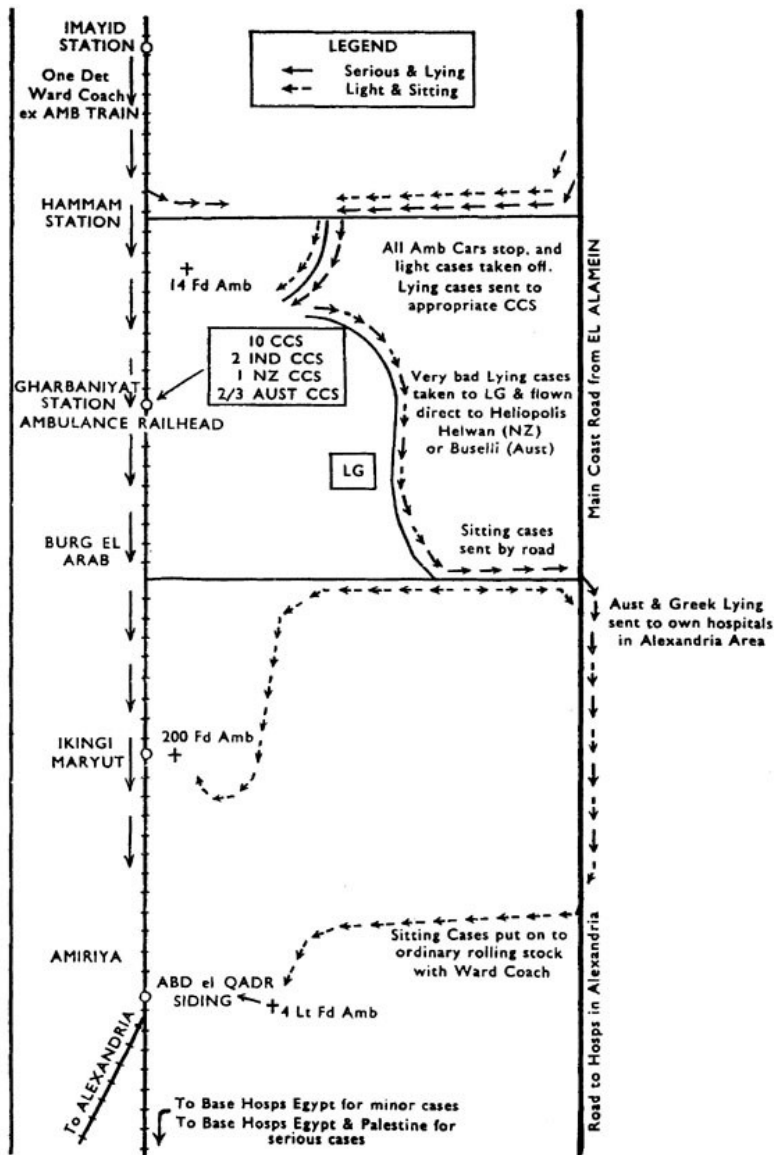 IMAYID
STATION
One Det
Ward Coach
ex AMB TRAIN
LEGEND
Serious & Lying
Light & Sitting
HAMMAM
STATION
14 Fd Amb
All Amb Cars stop, and
light cases taken off.
Lying cases sent to
appropriate CCS
10 CCS
2 IND CCS
1 NZ CCS
2/3 AUST CCS
GHARBANIYAT
STATION
AMBULANCE RAILHEAD
Very bad Lying cases
taken to LG & flown
direct to Heliopolis
Helwan (NZ)
or Buselli (Aust)
LG
Main Coast Road from EL ALAMEIN
BURG EL
ARAB
Sitting cases
sent by road
Aust & Greek Lying
sent to own hospitals
in Alexandria Area
IKINGI
MARYUT
200 Fd Amb
AMIRIYA
Sitting Cases put on to
ordinary rolling stock
with Ward Coach
ABD el QADR
SIDING
4 Lt Fd Amb
Road to Hosps in Alexandria
To ALEXANDRIA
To Base Hosps Egypt for minor cases
To Base Hosps Egypt & Palestine for
serious cases